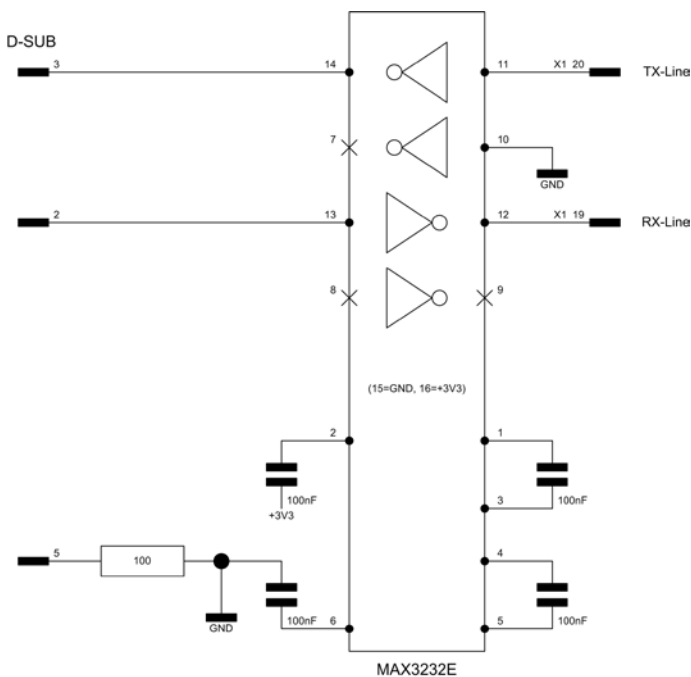 D-SUB
3 14 11 X1 20 TX-Line
7 10
GND
2 13 12 X1 19 RX-Line
8 9
(15=GND, 16=+3V3)
2 1
100nF 100nF
+3V3 3
5 100 4
100nF 100nF
GND 6 5
MAX3232E